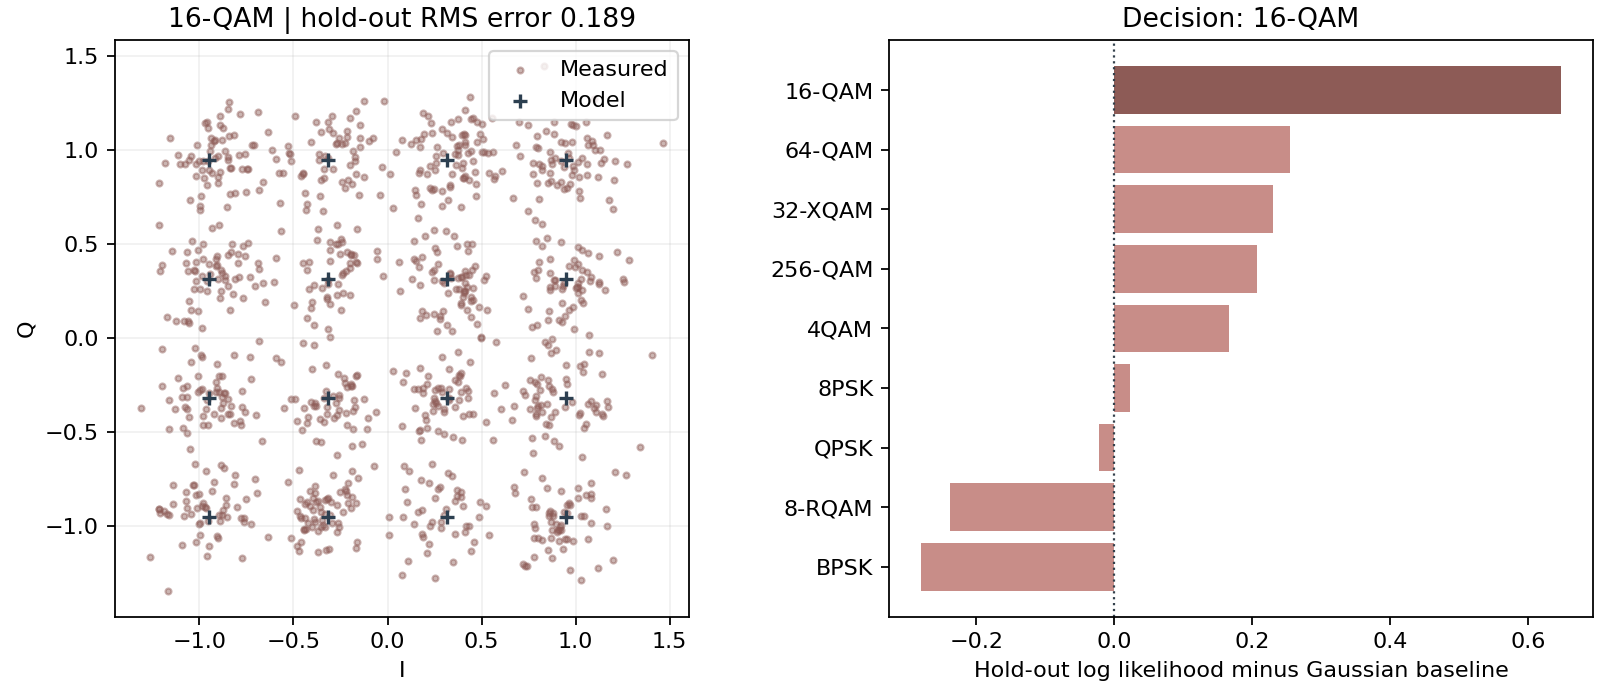 16-QAM | hold-out RMS error 0.189
Measured
Model
1.5
1.0
0.5
0.0
−0.5
−1.0
Q
−1.0
−0.5
0.0
0.5
1.0
1.5
I
Decision: 16-QAM
16-QAM
64-QAM
32-XQAM
256-QAM
4QAM
8PSK
QPSK
8-RQAM
BPSK
−0.2
0.0
0.2
0.4
0.6
Hold-out log likelihood minus Gaussian baseline